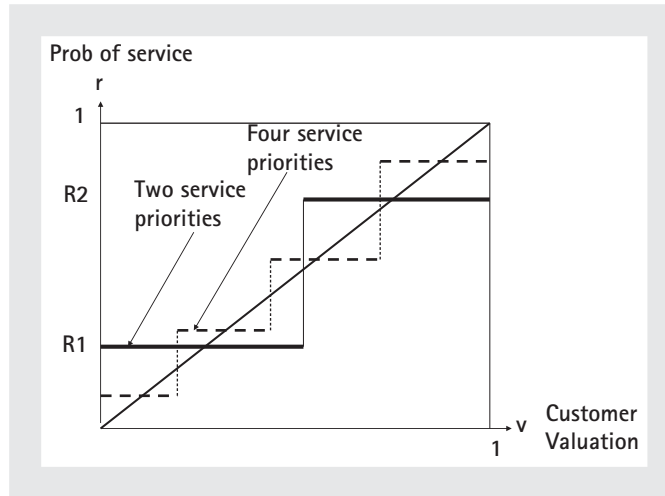 Prob of service
r
1
Four service
priorities
R2
Two service
priorities
R1
v
Customer
Valuation
1